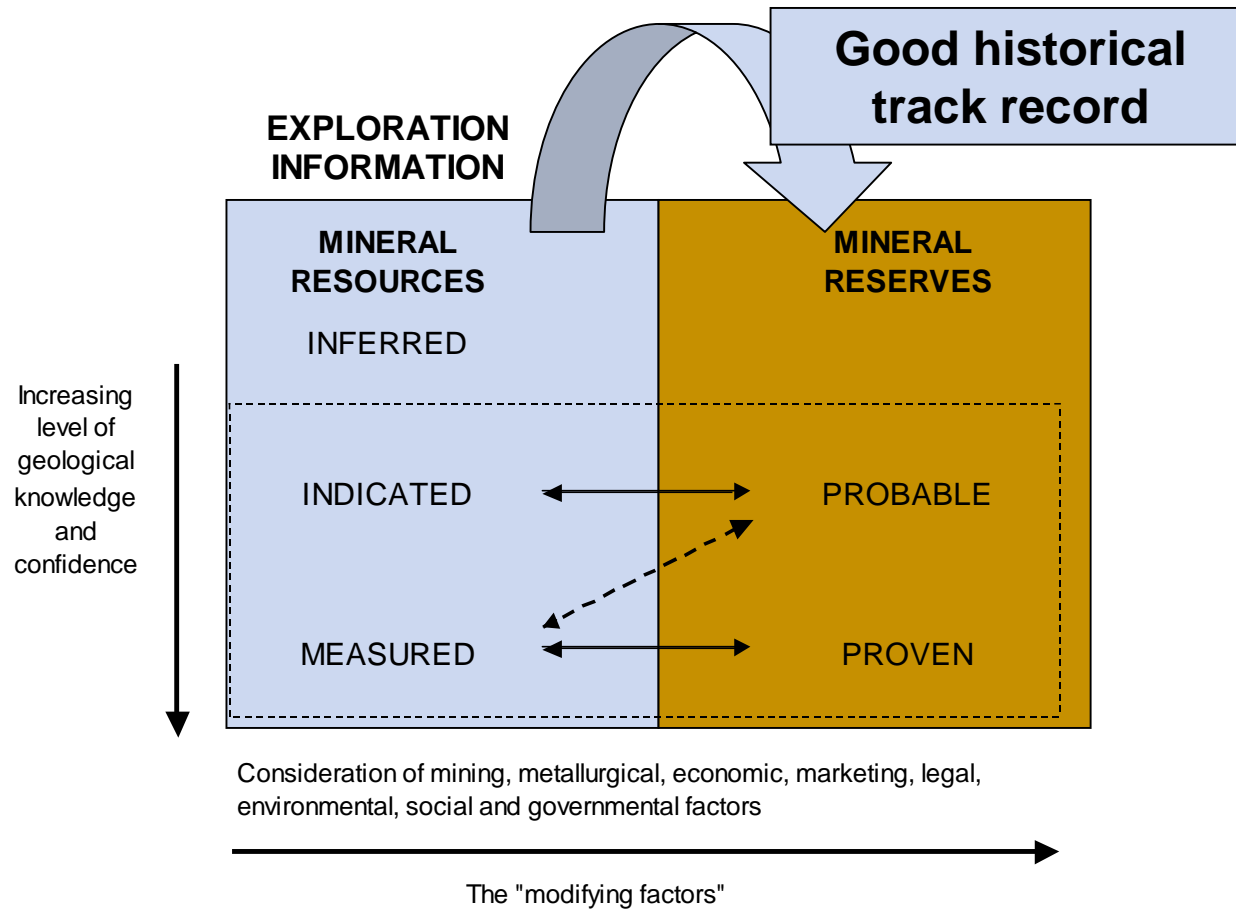 Good historical
track record
EXPLORATION
INFORMATION
MINERAL
RESOURCES
MINERAL
RESERVES
INFERRED
Increasing
level of
geological
knowledge
and
confidence
INDICATED
PROBABLE
MEASURED
PROVEN
Consideration of mining, metallurgical, economic, marketing, legal,
environmental, social and governmental factors
The "modifying factors"